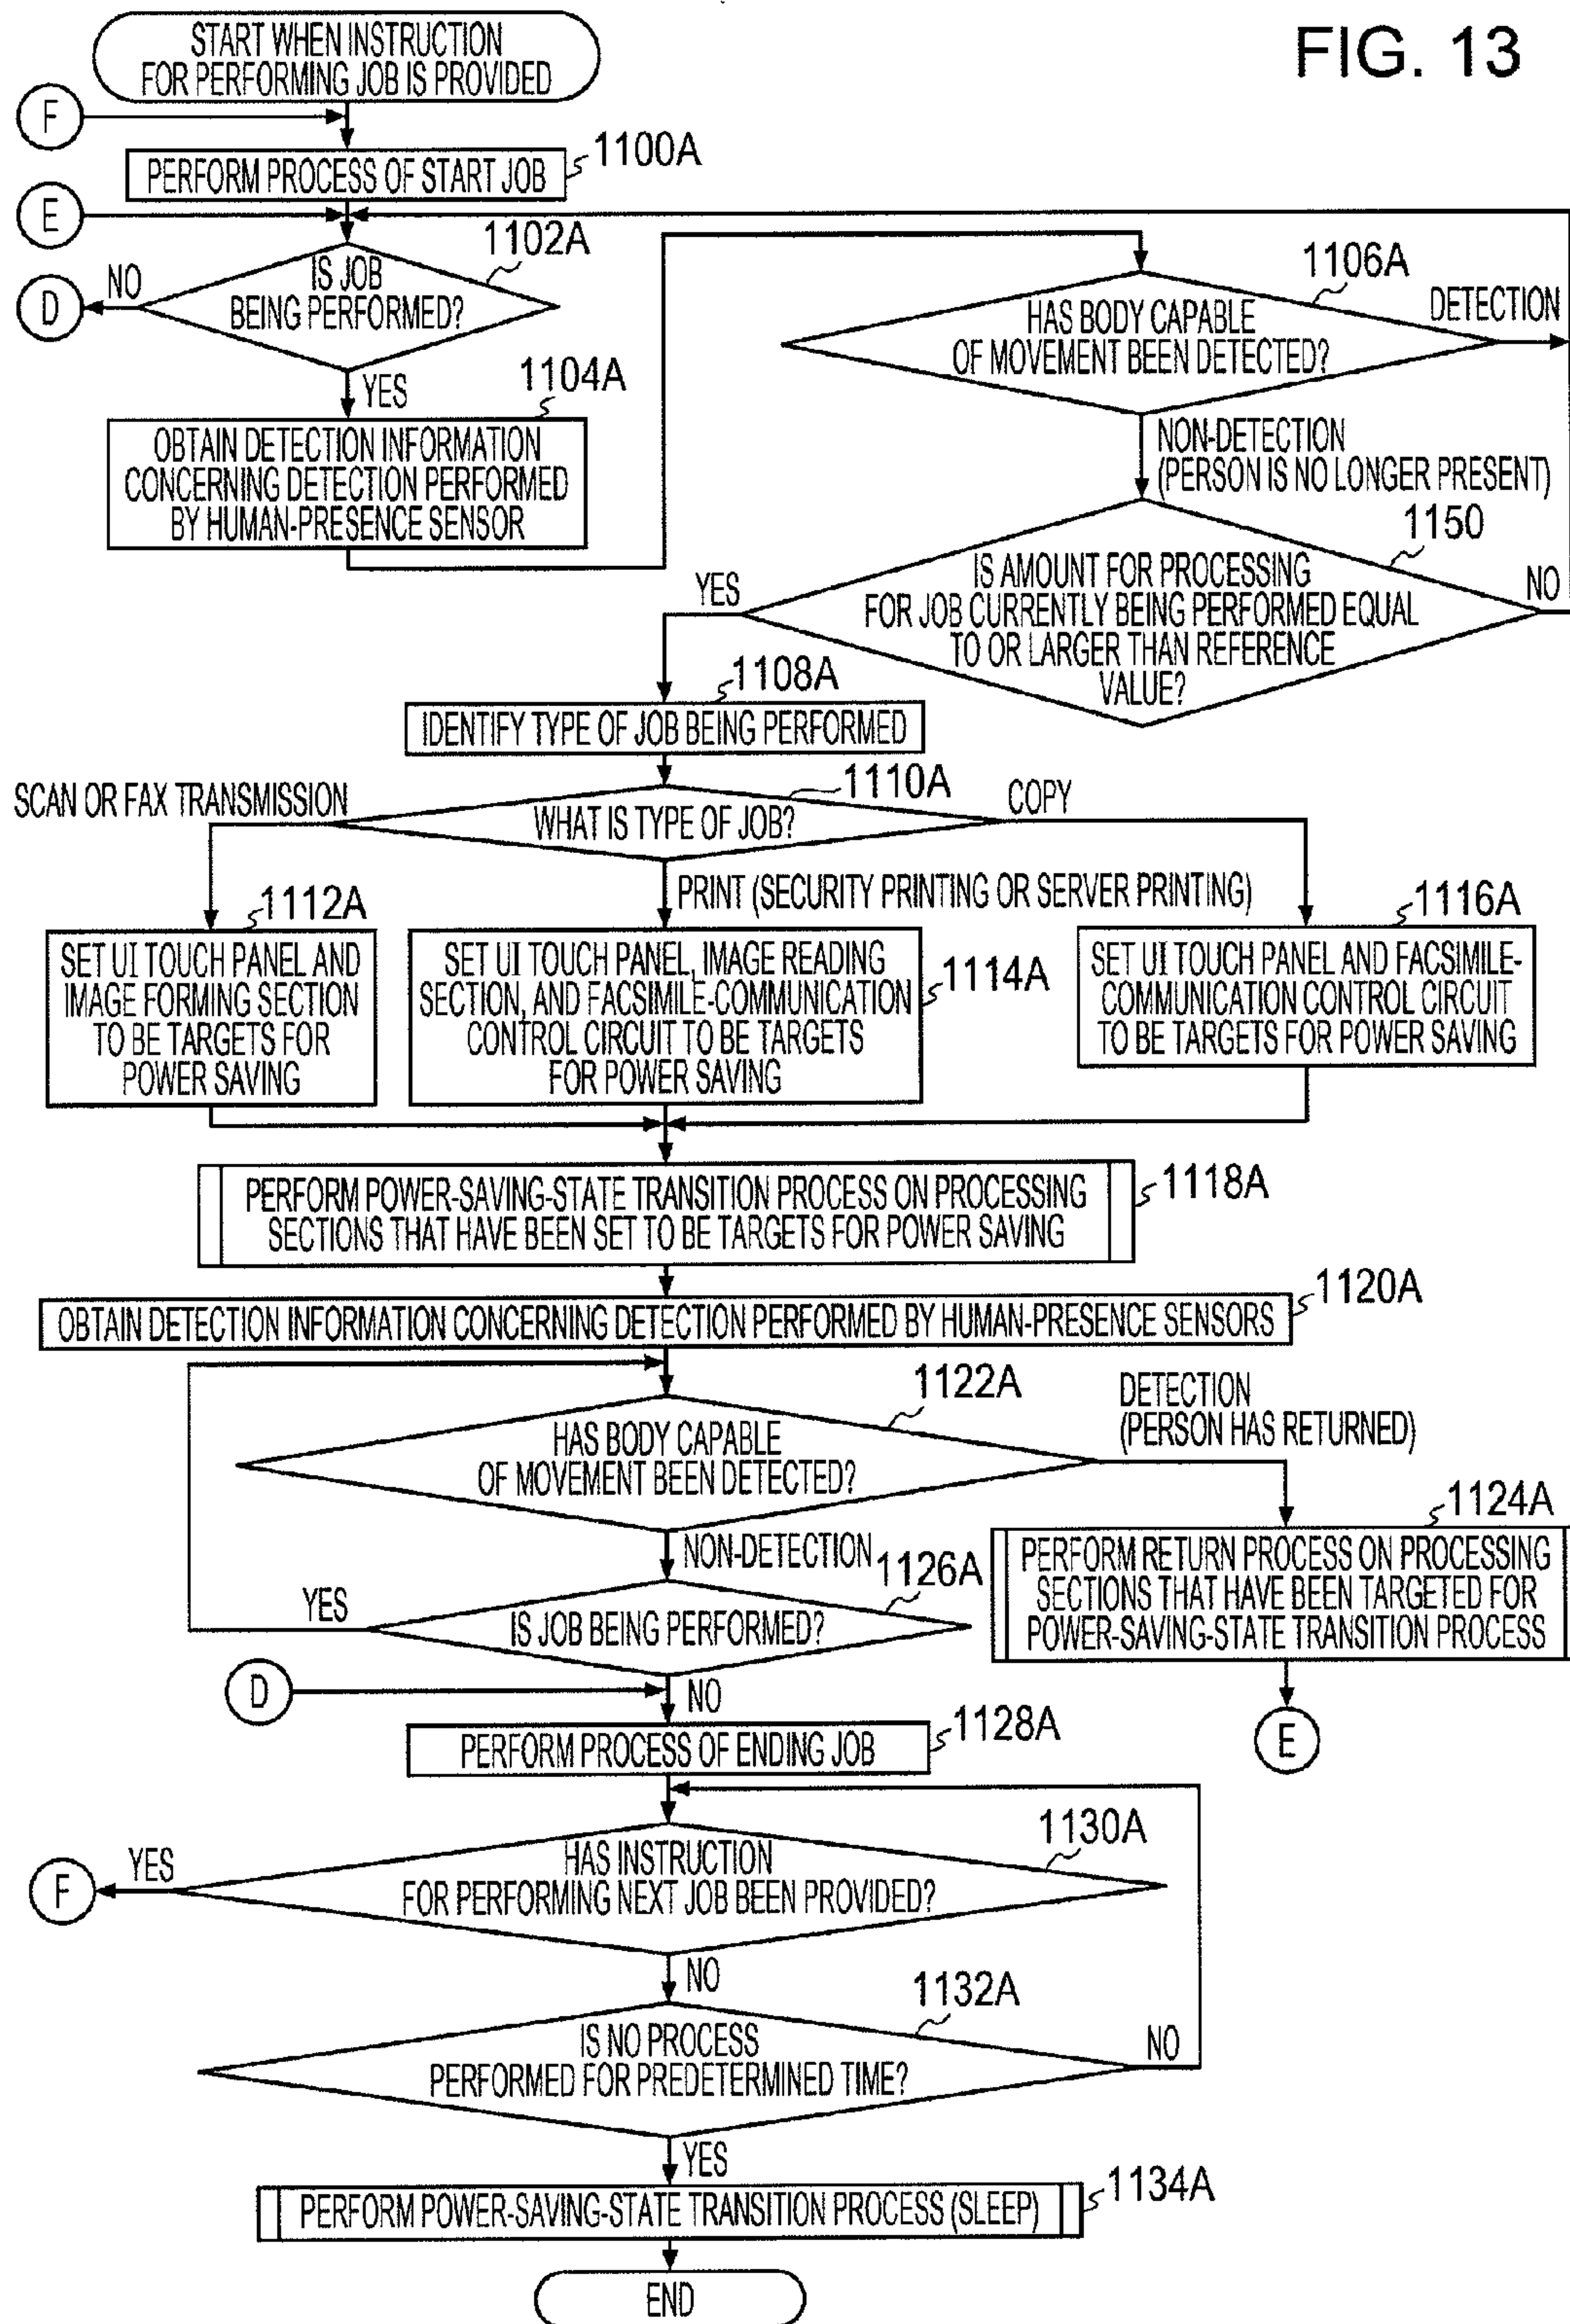 FIG. 13
START WHEN INSTRUCTION
FOR PERFORMING JOB IS PROVIDED
F
1100A
PERFORM PROCESS OF START JOB
E
1102A
IS JOB
BEING PERFORMED?
NO
D
YES
1104A
OBTAIN DETECTION INFORMATION
CONCERNING DETECTION PERFORMED
BY HUMAN-PRESENCE SENSOR
1106A
HAS BODY CAPABLE
OF MOVEMENT BEEN DETECTED?
DETECTION
NON-DETECTION
(PERSON IS NO LONGER PRESENT)
1150
IS AMOUNT FOR PROCESSING
FOR JOB CURRENTLY BEING PERFORMED EQUAL
TO OR LARGER THAN REFERENCE
VALUE?
YES
NO
1108A
IDENTIFY TYPE OF JOB BEING PERFORMED
1110A
WHAT IS TYPE OF JOB?
SCAN OR FAX TRANSMISSION
COPY
PRINT (SECURITY PRINTING OR SERVER PRINTING)
1112A
SET UI TOUCH PANEL AND
IMAGE FORMING SECTION
TO BE TARGETS FOR
POWER SAVING
1114A
SET UI TOUCH PANEL, IMAGE READING
SECTION, AND FACSIMILE-COMMUNICATION
CONTROL CIRCUIT TO BE TARGETS
FOR POWER SAVING
1116A
SET UI TOUCH PANEL AND FACSIMILE-
COMMUNICATION CONTROL CIRCUIT
TO BE TARGETS FOR POWER SAVING
1118A
PERFORM POWER-SAVING-STATE TRANSITION PROCESS ON PROCESSING
SECTIONS THAT HAVE BEEN SET TO BE TARGETS FOR POWER SAVING
1120A
OBTAIN DETECTION INFORMATION CONCERNING DETECTION PERFORMED BY HUMAN-PRESENCE SENSORS
1122A
HAS BODY CAPABLE
OF MOVEMENT BEEN DETECTED?
DETECTION
(PERSON HAS RETURNED)
1124A
PERFORM RETURN PROCESS ON PROCESSING
SECTIONS THAT HAVE BEEN TARGETED FOR
POWER-SAVING-STATE TRANSITION PROCESS
E
NON-DETECTION
1126A
IS JOB BEING PERFORMED?
YES
D
NO
1128A
PERFORM PROCESS OF ENDING JOB
1130A
HAS INSTRUCTION
FOR PERFORMING NEXT JOB BEEN PROVIDED?
YES
F
NO
1132A
IS NO PROCESS
PERFORMED FOR PREDETERMINED TIME?
NO
YES
1134A
PERFORM POWER-SAVING-STATE TRANSITION PROCESS (SLEEP)
END